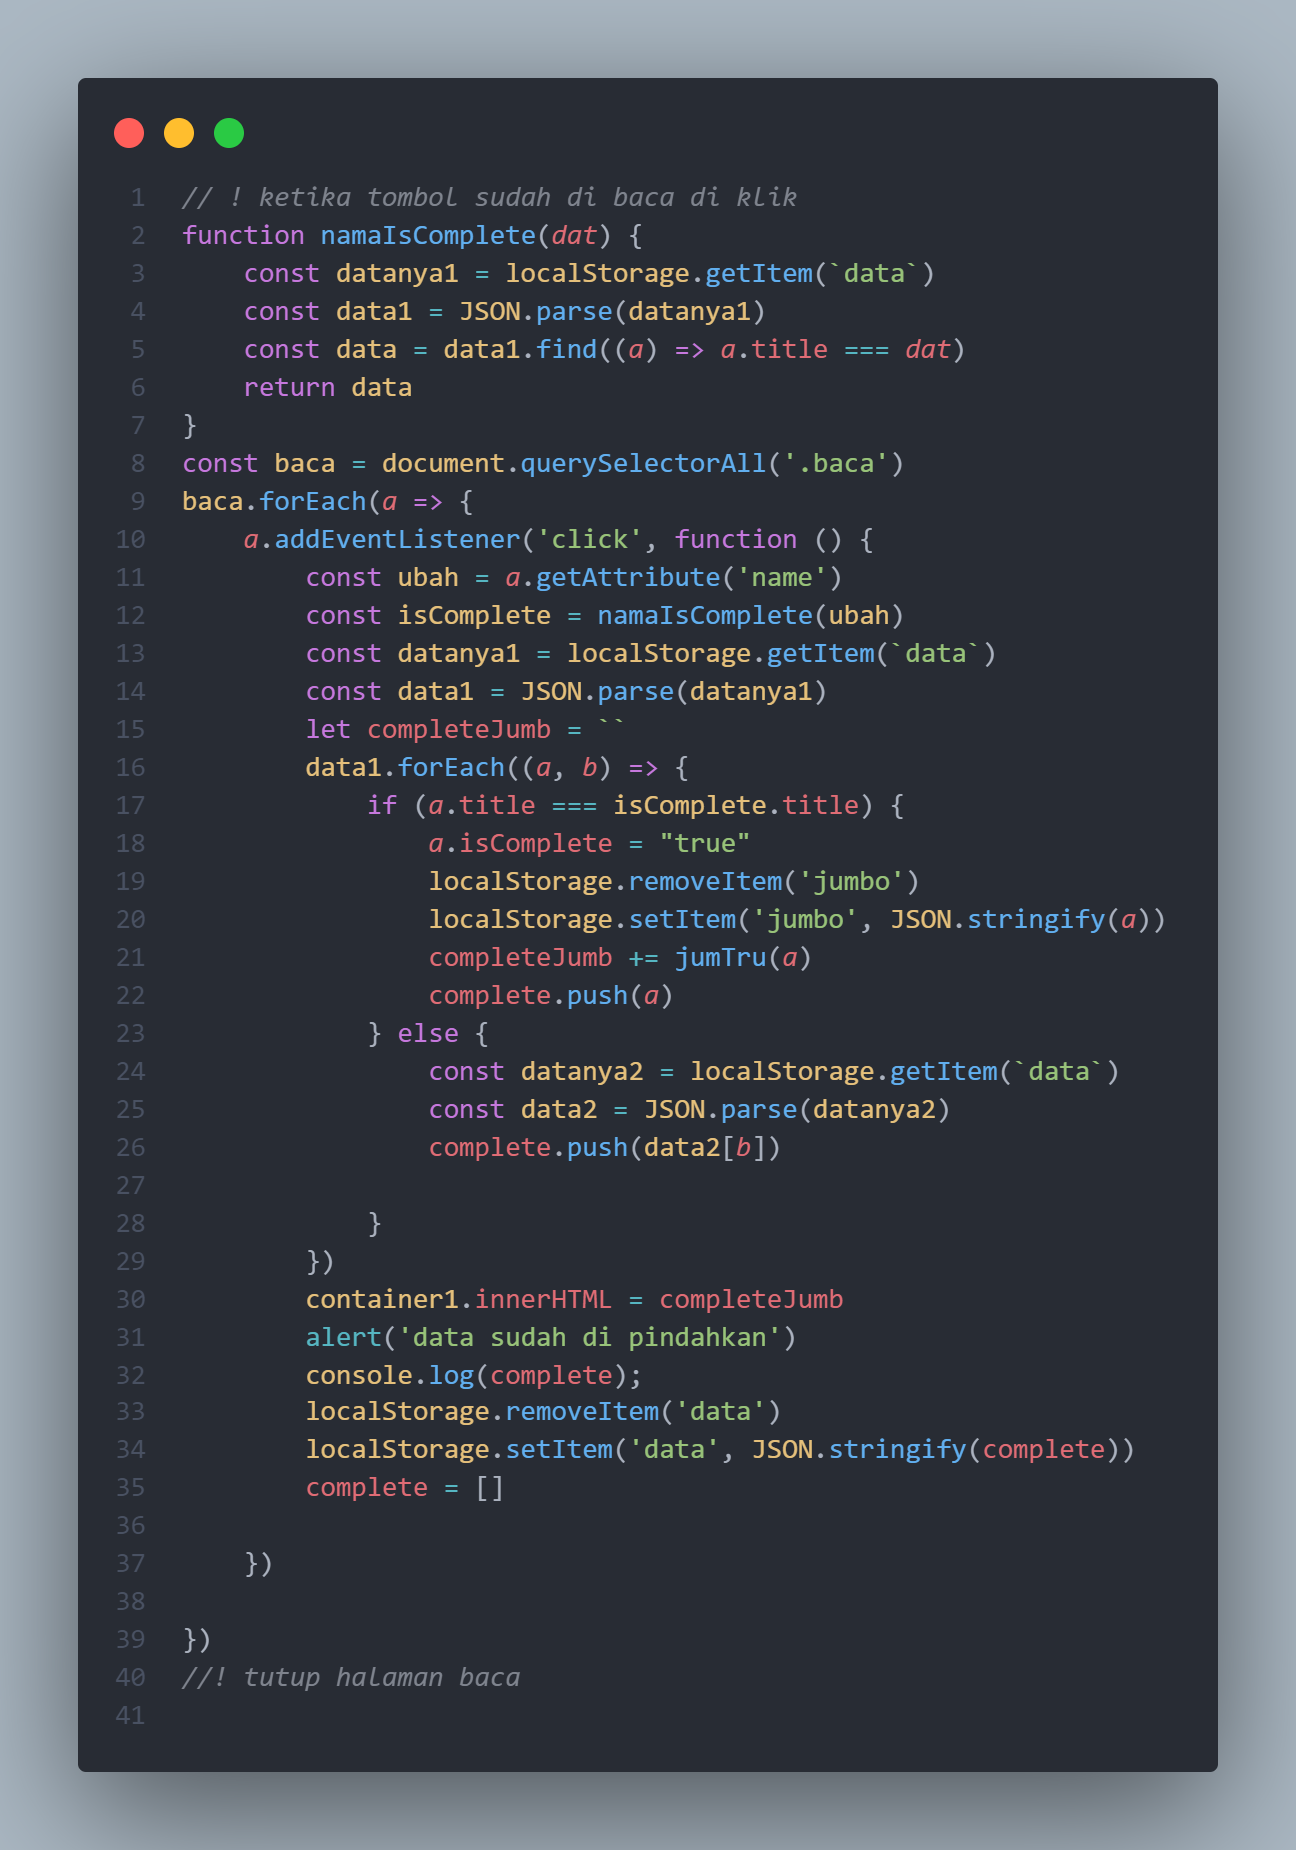 1 // ! ketika tombol sudah di baca di klik
2 function namaIsComplete(dat) {
3     const datanya1 = localStorage.getItem(`data`)
4     const data1 = JSON.parse(datanya1)
5     const data = data1.find((a) => a.title === dat)
6     return data
7 }
8 const baca = document.querySelectorAll('.baca')
9 baca.forEach(a => {
10     a.addEventListener('click', function () {
11         const ubah = a.getAttribute('name')
12         const isComplete = namaIsComplete(ubah)
13         const datanya1 = localStorage.getItem(`data`)
14         const data1 = JSON.parse(datanya1)
15         let completeJumb = ``
16         data1.forEach((a, b) => {
17             if (a.title === isComplete.title) {
18                 a.isComplete = "true"
19                 localStorage.removeItem('jumbo')
20                 localStorage.setItem('jumbo', JSON.stringify(a))
21                 completeJumb += jumTru(a)
22                 complete.push(a)
23             } else {
24                 const datanya2 = localStorage.getItem(`data`)
25                 const data2 = JSON.parse(datanya2)
26                 complete.push(data2[b])
27
28             }
29         })
30         container1.innerHTML = completeJumb
31         alert('data sudah di pindahkan')
32         console.log(complete);
33         localStorage.removeItem('data')
34         localStorage.setItem('data', JSON.stringify(complete))
35         complete = []
36
37     })
38
39 })
40 //! tutup halaman baca
41